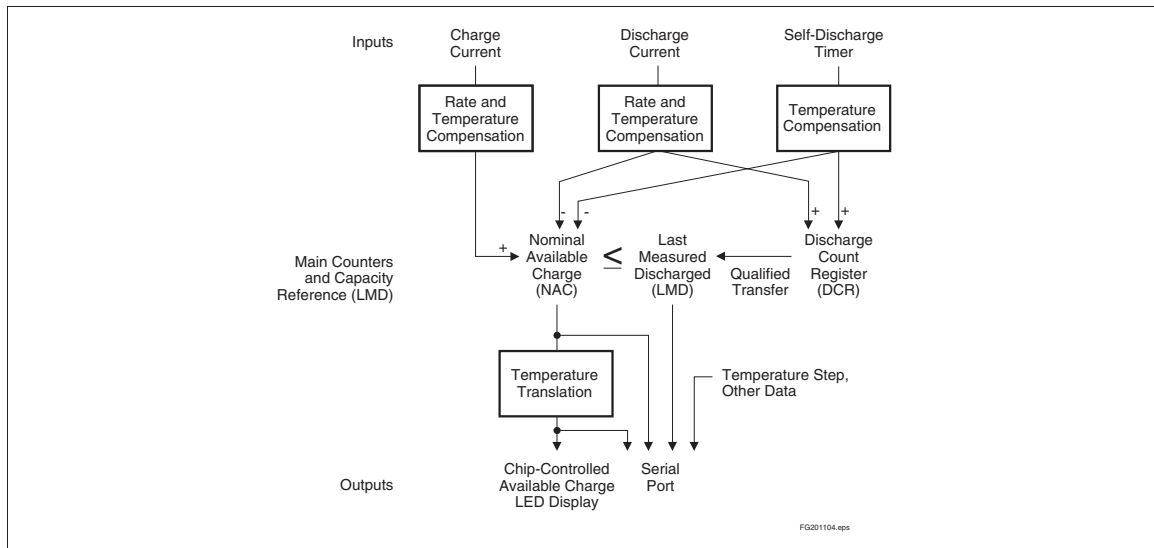 Inputs
Charge
Current
Discharge
Current
Self-Discharge
Timer
Rate and
Temperature
Compensation
Rate and
Temperature
Compensation
Temperature
Compensation
-
-
+
+
+
Main Counters
and Capacity
Reference (LMD)
Nominal
Available
Charge
(NAC)
≤
Last
Measured
Discharged
(LMD)
Qualified
Transfer
Discharge
Count
Register
(DCR)
Temperature
Translation
Temperature Step,
Other Data
Outputs
Chip-Controlled
Available Charge
LED Display
Serial
Port
FG201104.eps